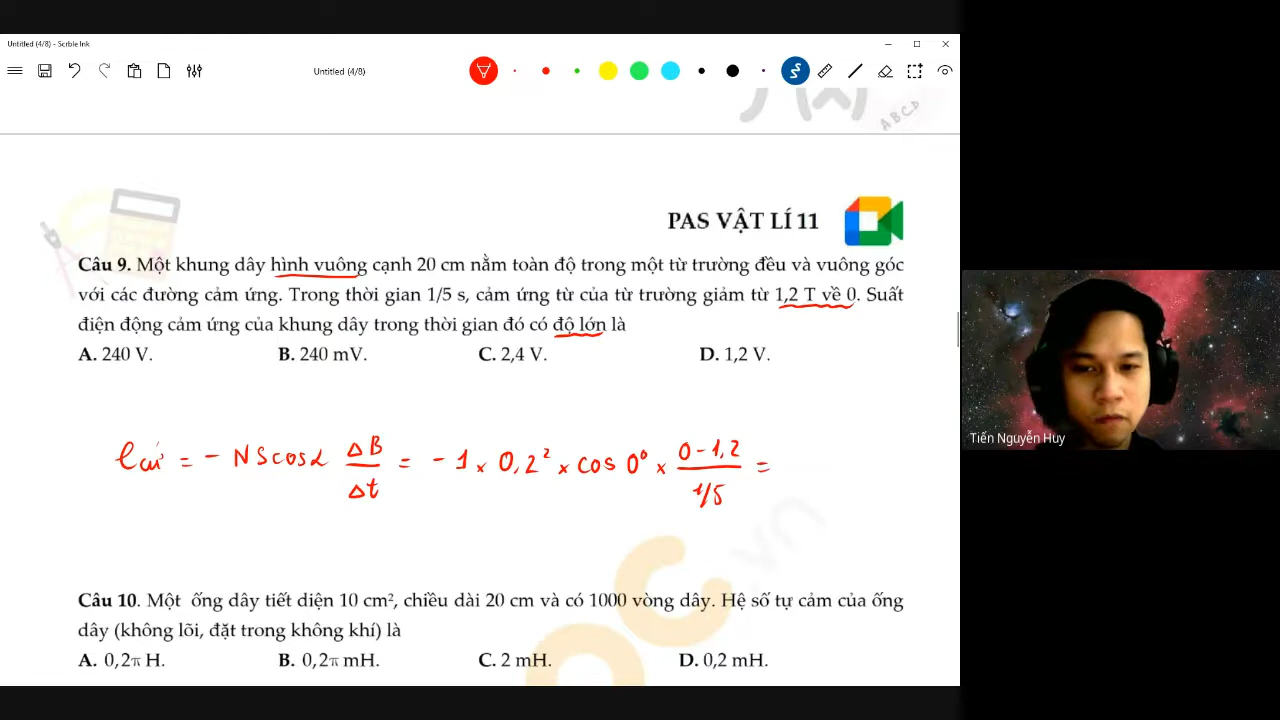 Untitled (4/8) - Scrble Ink
Untitled (4/8)
ABCD
PAS VẬT LÍ 11
Câu 9. Một khung dây hình vuông cạnh 20 cm nằm toàn độ trong một từ trường đều và vuông góc
với các đường cảm ứng. Trong thời gian 1/5 s, cảm ứng từ của từ trường giảm từ 1,2 T về 0. Suất
điện động cảm ứng của khung dây trong thời gian đó có độ lớn là
A. 240 V. B. 240 mV. C. 2,4 V. D. 1,2 V.
ecư = - NScosα ΔB/Δt = - 1 × 0,2² × cos 0° × (0 - 1,2)/(1/5) =
Câu 10. Một ống dây tiết diện 10 cm², chiều dài 20 cm và có 1000 vòng dây. Hệ số tự cảm của ống
dây (không lõi, đặt trong không khí) là
A. 0,2π H. B. 0,2π mH. C. 2 mH. D. 0,2 mH.
Tiến Nguyễn Huy